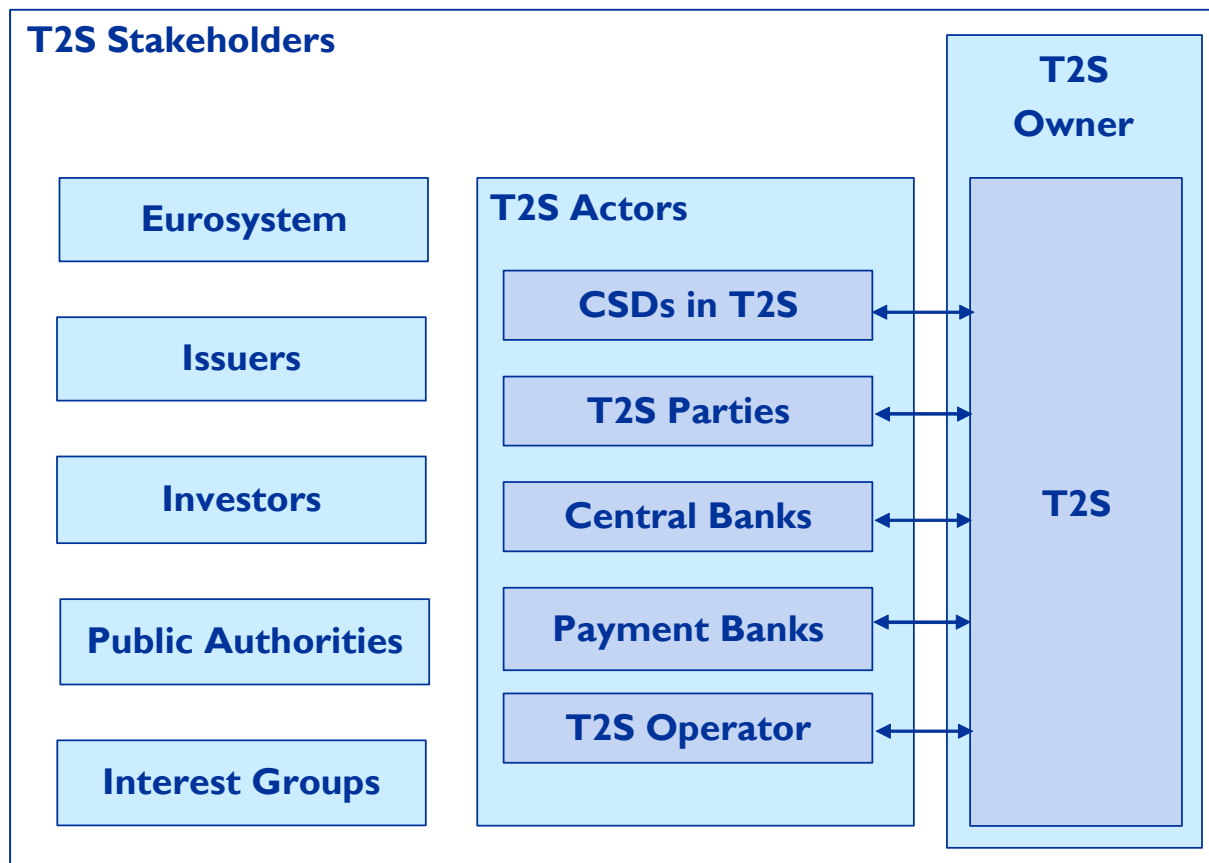 T2S Stakeholders
Eurosystem
Issuers
Investors
Public Authorities
Interest Groups
T2S Actors
CSDs in T2S
T2S Parties
Central Banks
Payment Banks
T2S Operator
T2S
Owner
T2S